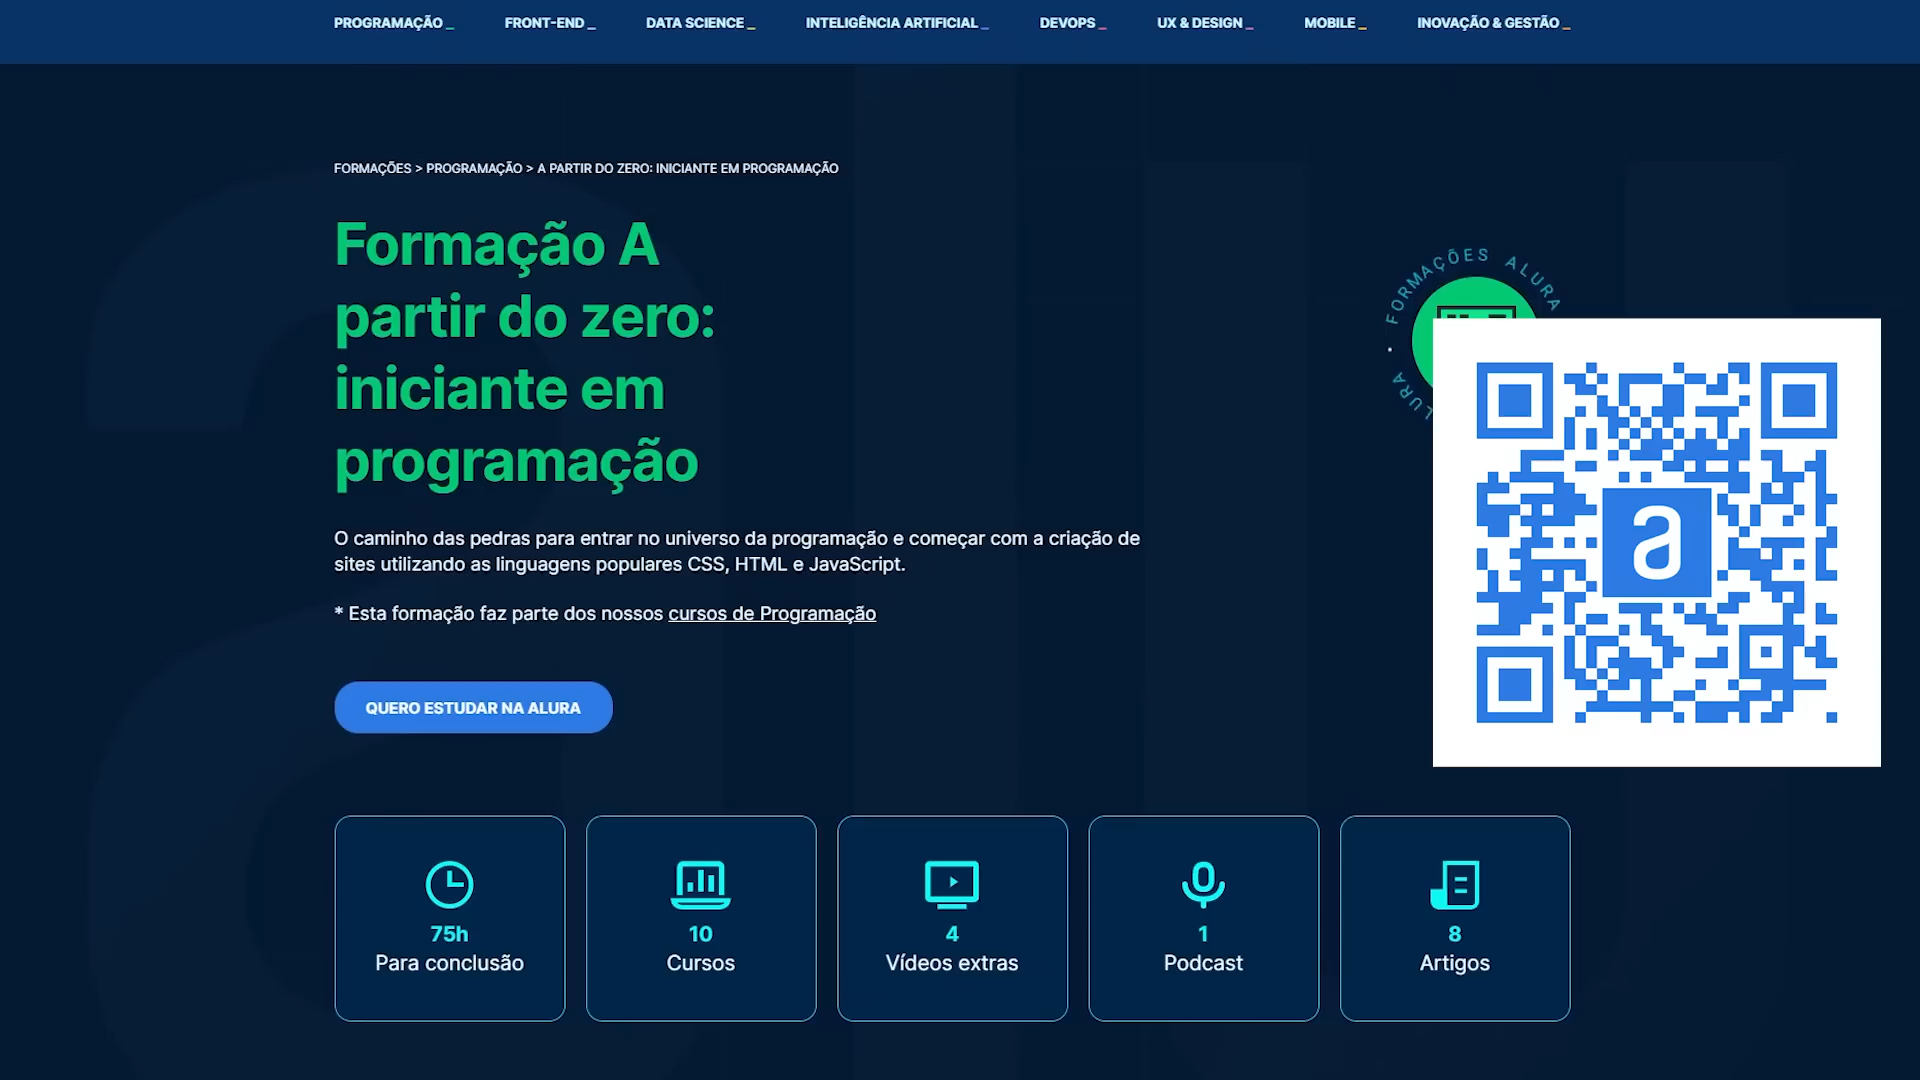 PROGRAMAÇÃO_ FRONT-END_ DATA SCIENCE_ INTELIGÊNCIA ARTIFICIAL_ DEVOPS_ UX & DESIGN_ MOBILE_ INOVAÇÃO & GESTÃO_
FORMAÇÕES > PROGRAMAÇÃO > A PARTIR DO ZERO: INICIANTE EM PROGRAMAÇÃO
Formação A
partir do zero:
iniciante em
programação
FORMAÇÕES ALURA
LURA
a
O caminho das pedras para entrar no universo da programação e começar com a criação de
sites utilizando as linguagens populares CSS, HTML e JavaScript.
* Esta formação faz parte dos nossos cursos de Programação
QUERO ESTUDAR NA ALURA
75h
Para conclusão
10
Cursos
4
Vídeos extras
1
Podcast
8
Artigos